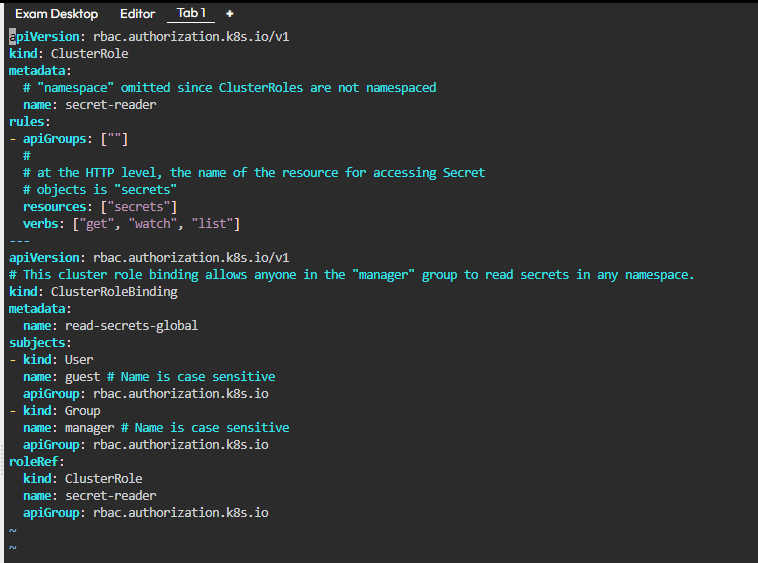 Exam Desktop Editor Tab 1 +
apiVersion: rbac.authorization.k8s.io/v1
kind: ClusterRole
metadata:
  # "namespace" omitted since ClusterRoles are not namespaced
  name: secret-reader
rules:
- apiGroups: [""]
  #
  # at the HTTP level, the name of the resource for accessing Secret
  # objects is "secrets"
  resources: ["secrets"]
  verbs: ["get", "watch", "list"]
---
apiVersion: rbac.authorization.k8s.io/v1
# This cluster role binding allows anyone in the "manager" group to read secrets in any namespace.
kind: ClusterRoleBinding
metadata:
  name: read-secrets-global
subjects:
- kind: User
  name: guest # Name is case sensitive
  apiGroup: rbac.authorization.k8s.io
- kind: Group
  name: manager # Name is case sensitive
  apiGroup: rbac.authorization.k8s.io
roleRef:
  kind: ClusterRole
  name: secret-reader
  apiGroup: rbac.authorization.k8s.io
~
~